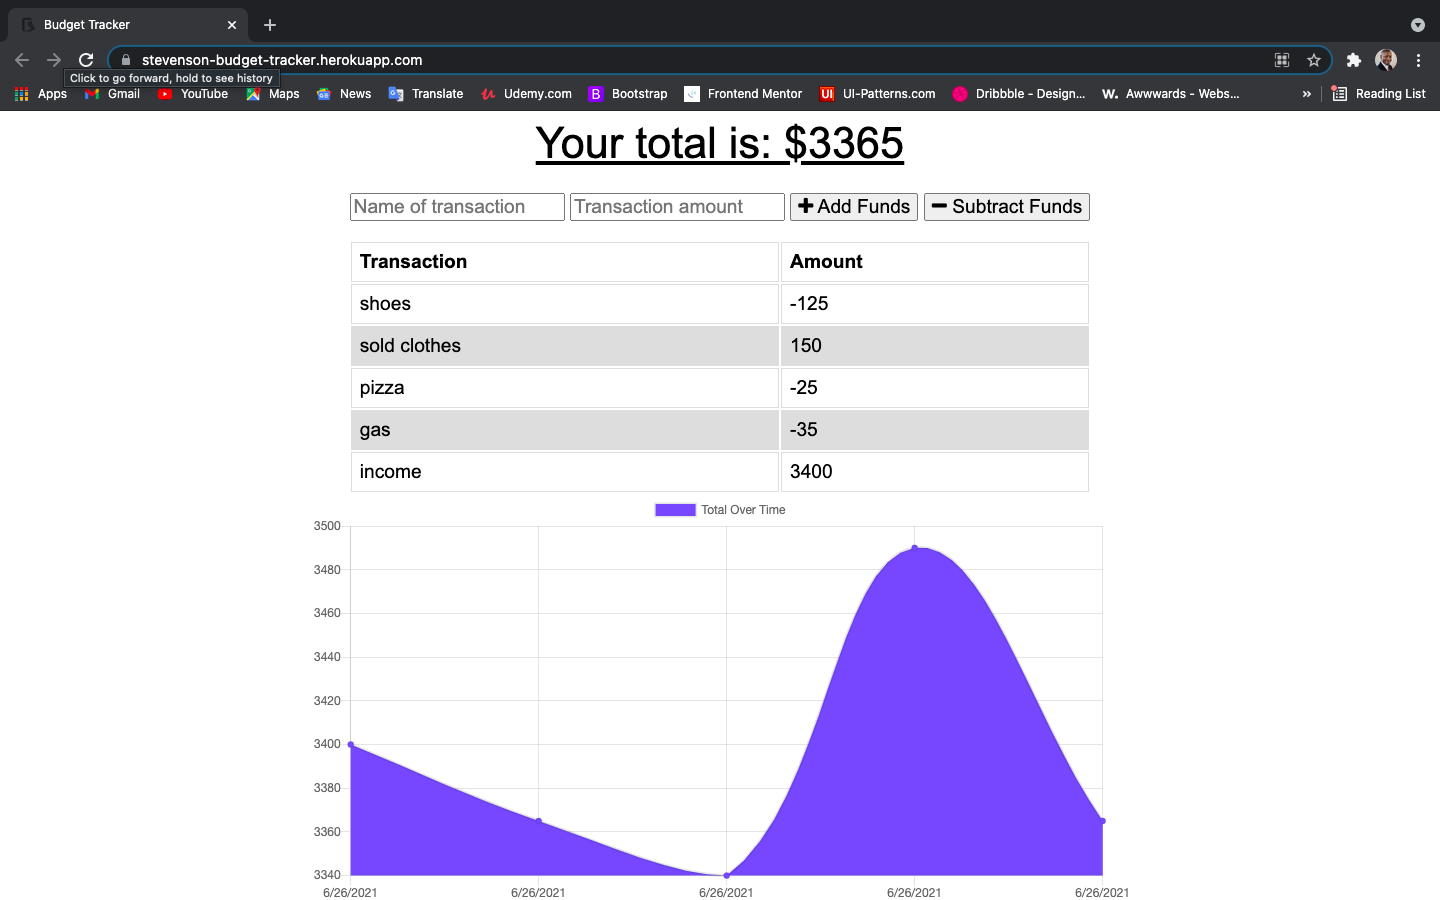 Budget Tracker
stevenson-budget-tracker.herokuapp.com
Click to go forward, hold to see history
Apps Gmail YouTube Maps News Translate Udemy.com B Bootstrap Frontend Mentor UI UI-Patterns.com Dribbble - Design... W. Awwwards - Webs... » Reading List
Your total is: $3365
Name of transaction Transaction amount Add Funds Subtract Funds
Transaction Amount
shoes -125
sold clothes 150
pizza -25
gas -35
income 3400
Total Over Time
3500
3480
3460
3440
3420
3400
3380
3360
3340
6/26/2021 6/26/2021 6/26/2021 6/26/2021 6/26/2021